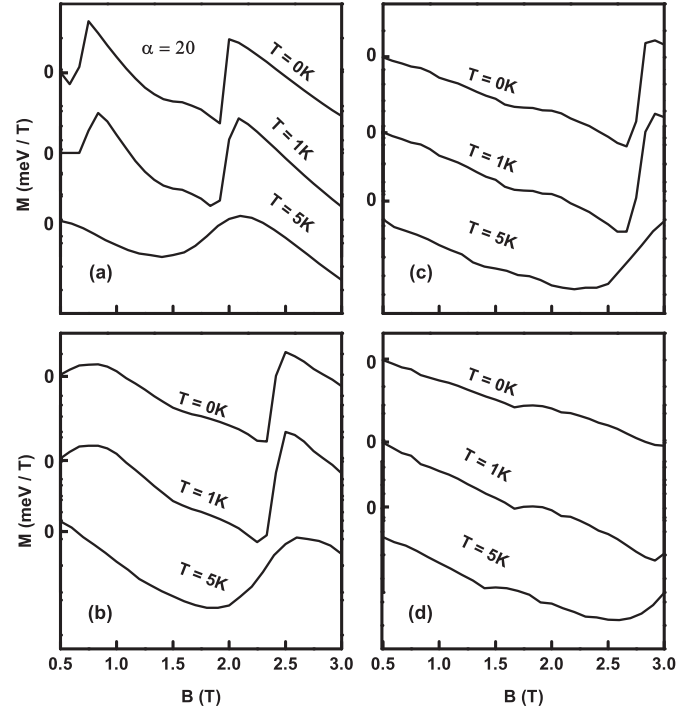 α = 20
T = 0K
0
T = 1K
0
T = 5K
0
M (meV / T)
(a)
0
T = 0K
0
T = 1K
0
T = 5K
(c)
0
T = 0K
0
T = 1K
0
T = 5K
M (meV / T)
(b)
0.5 1.0 1.5 2.0 2.5 3.0
B (T)
0
T = 0K
0
T = 1K
0
T = 5K
(d)
0.5 1.0 1.5 2.0 2.5 3.0
B (T)